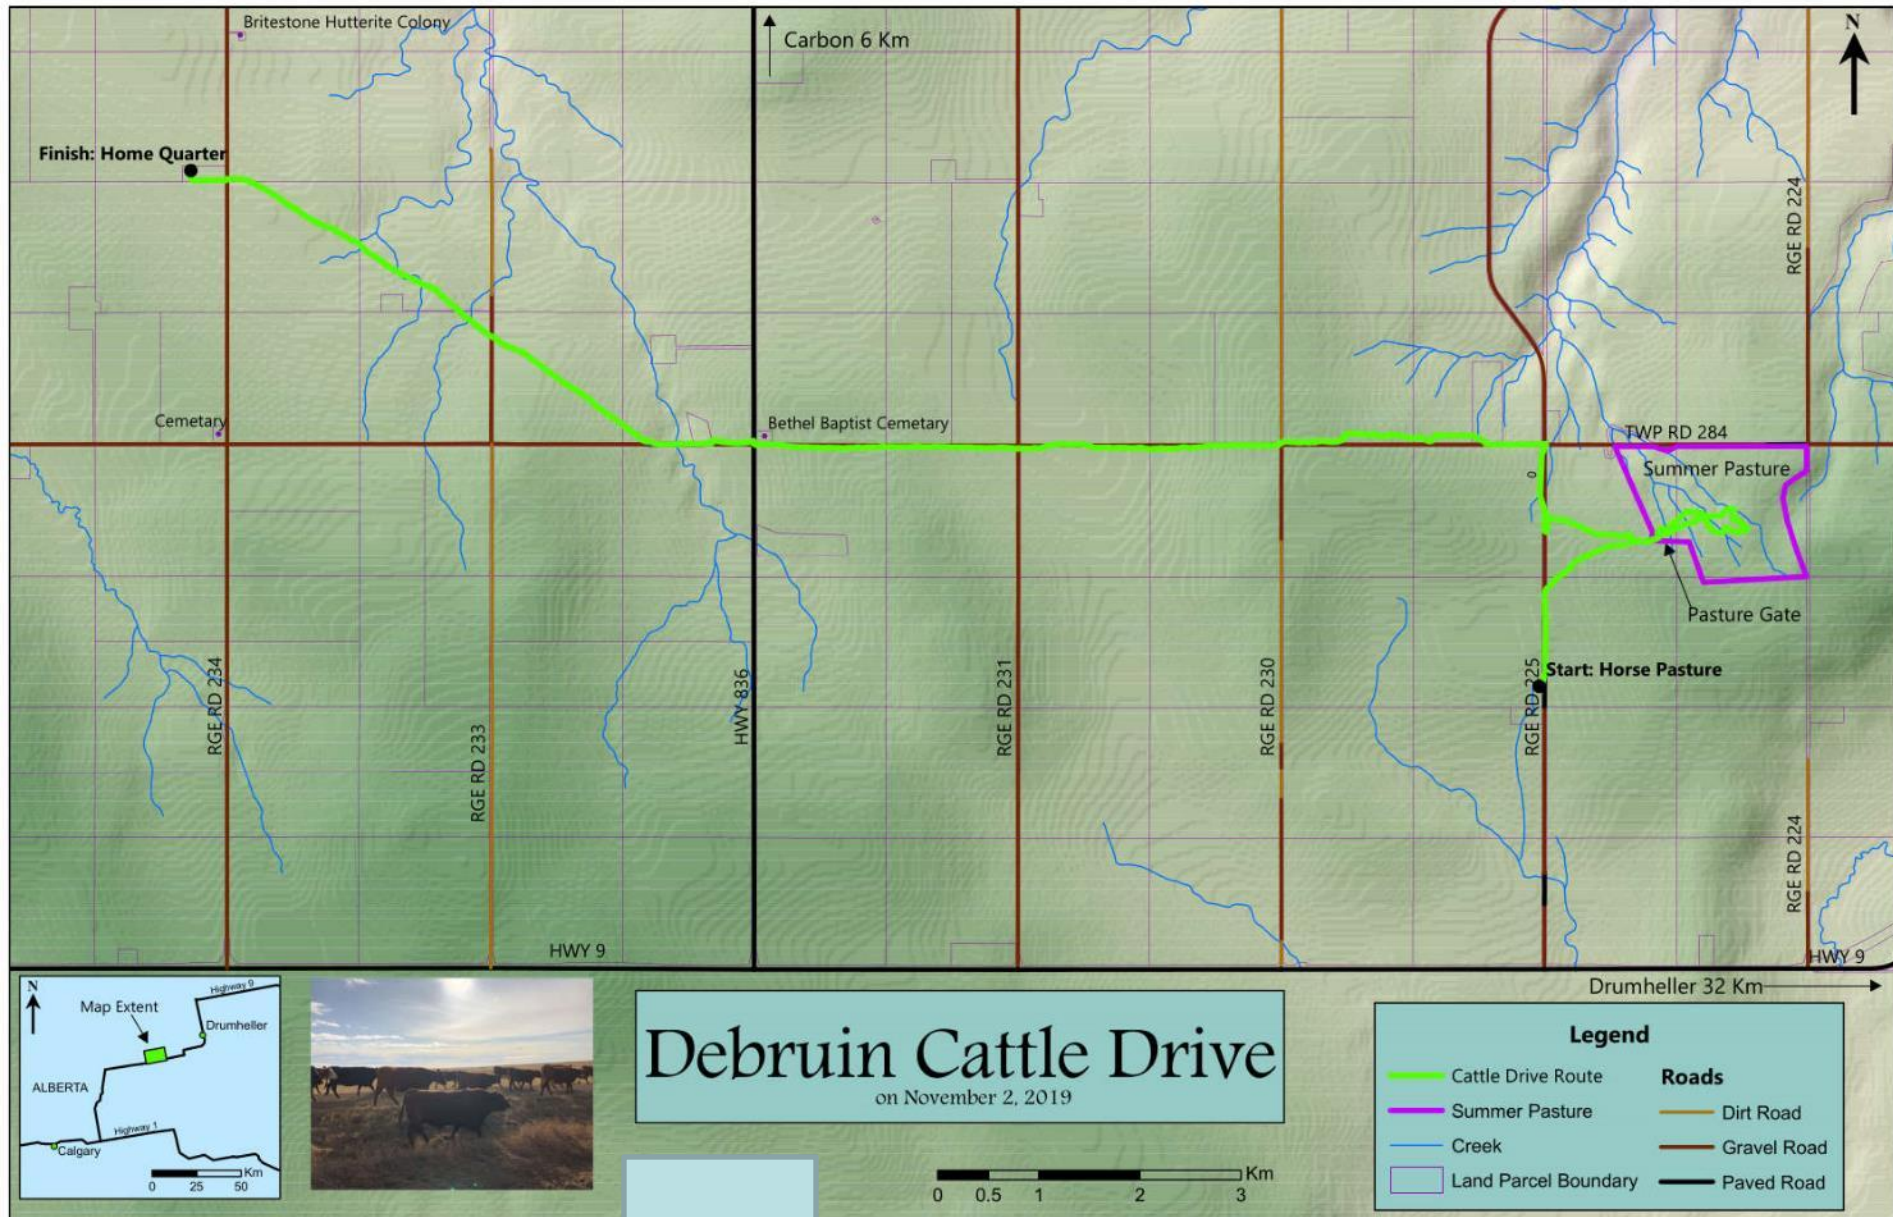 Britestone Hutterite Colony
Carbon 6 Km
N
Finish: Home Quarter
RGE RD 224
Cemetary
Bethel Baptist Cemetary
TWP RD 284
Summer Pasture
0
Pasture Gate
Start: Horse Pasture
RGE RD 234
RGE RD 233
HWY 836
RGE RD 231
RGE RD 230
RGE RD 225
RGE RD 224
HWY 9
HWY 9
Drumheller 32 Km
N
Map Extent
Highway 9
Drumheller
ALBERTA
Highway 1
Calgary
Km
0 25 50
Debruin Cattle Drive
on November 2, 2019
Km
0 0.5 1 2 3
Legend
Cattle Drive Route
Summer Pasture
Creek
Land Parcel Boundary
Roads
Dirt Road
Gravel Road
Paved Road